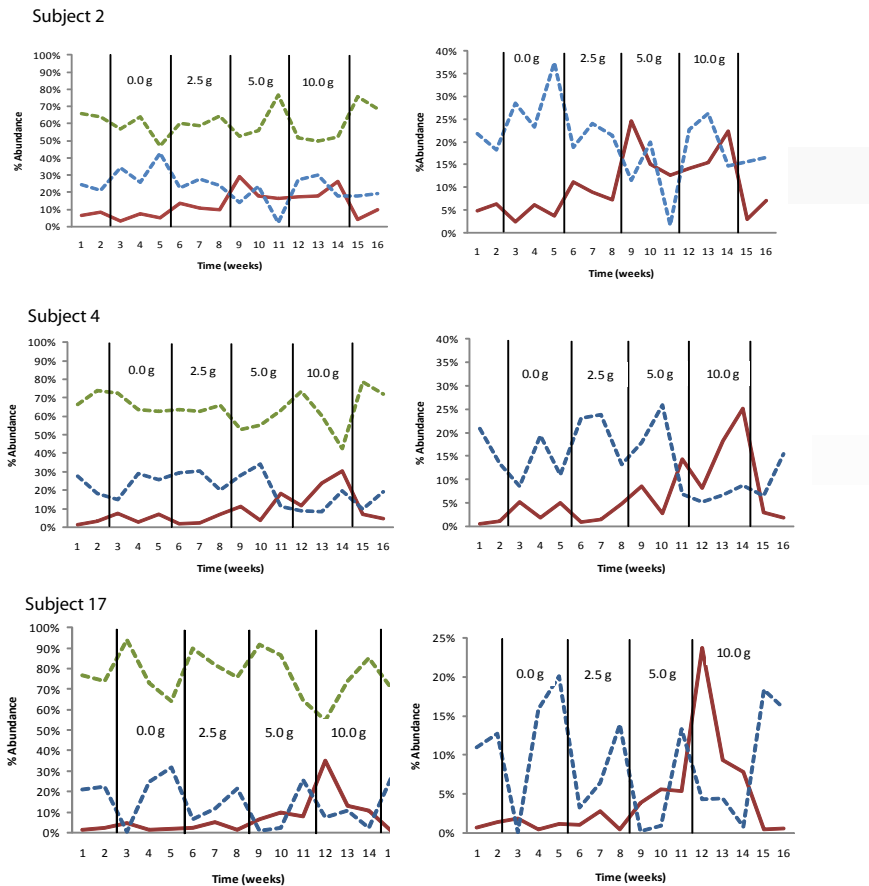 Subject 2
100%
90%
80%
70%
60%
50%
40%
30%
20%
10%
0%
% Abundance
0.0 g 2.5 g 5.0 g 10.0 g
1 2 3 4 5 6 7 8 9 10 11 12 13 14 15 16
Time (weeks)
40%
35%
30%
25%
20%
15%
10%
5%
0%
%Abundance
0.0 g 2.5 g 5.0 g 10.0 g
1 2 3 4 5 6 7 8 9 10 11 12 13 14 15 16
Time (weeks)
Subject 4
100%
90%
80%
70%
60%
50%
40%
30%
20%
10%
0%
% Abundance
0.0 g 2.5 g 5.0 g 10.0 g
1 2 3 4 5 6 7 8 9 10 11 12 13 14 15 16
Time (weeks)
40%
35%
30%
25%
20%
15%
10%
5%
0%
% Abundance
0.0 g 2.5 g 5.0 g 10.0 g
1 2 3 4 5 6 7 8 9 10 11 12 13 14 15 16
Time (weeks)
Subject 17
100%
90%
80%
70%
60%
50%
40%
30%
20%
10%
0%
% Abundance
0.0 g 2.5 g 5.0 g 10.0 g
1 2 3 4 5 6 7 8 9 10 11 12 13 14 1
Time (weeks)
25%
20%
15%
10%
5%
0%
% Abundance
0.0 g 2.5 g 5.0 g 10.0 g
1 2 3 4 5 6 7 8 9 10 11 12 13 14 15 16
Time (weeks)